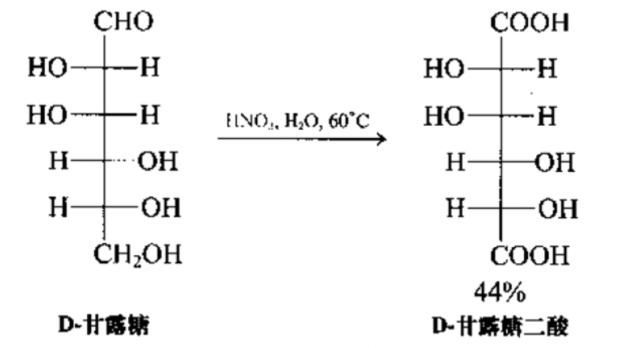 CHO
HO H
HO H
H OH
H OH
CH₂OH
D-甘露糖
HNO₃, H₂O, 60°C
COOH
HO H
HO H
H OH
H OH
COOH
44%
D-甘露糖二酸